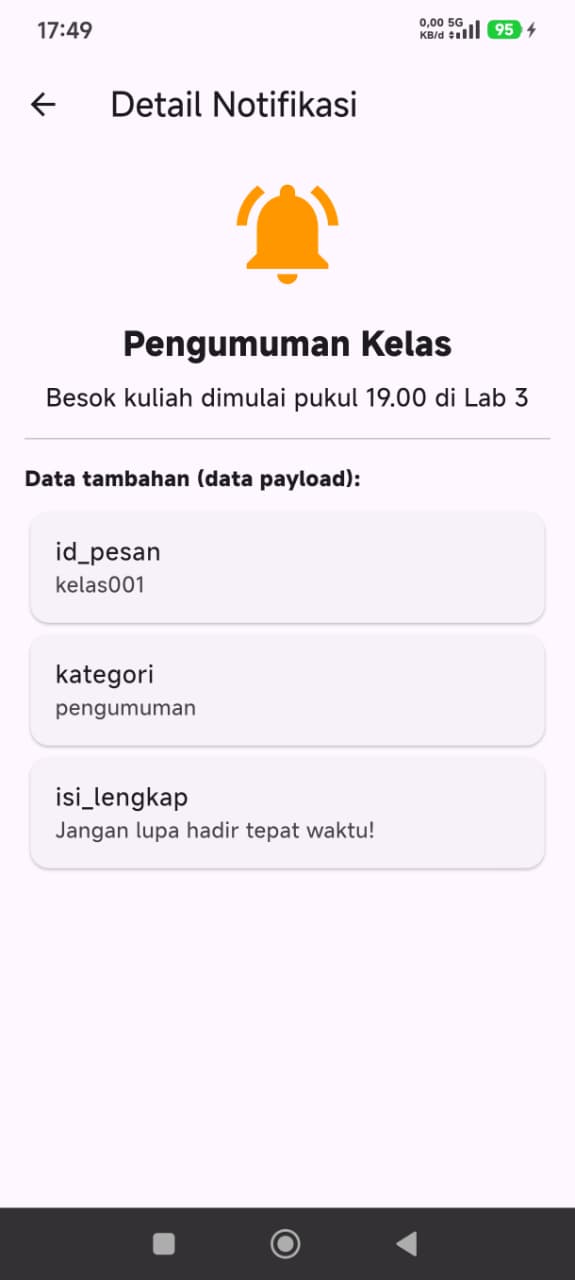 17:49
0,00 5G
KB/d
95
Detail Notifikasi
Pengumuman Kelas
Besok kuliah dimulai pukul 19.00 di Lab 3
Data tambahan (data payload):
id_pesan
kelas001
kategori
pengumuman
isi_lengkap
Jangan lupa hadir tepat waktu!